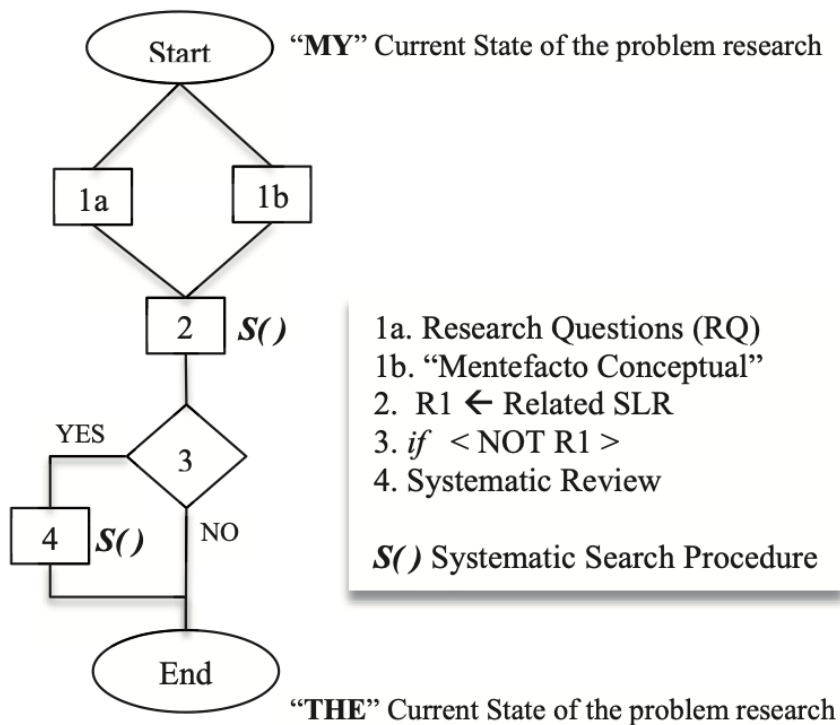 Start
“MY” Current State of the problem research
1a
1b
2
S()
3
YES
NO
4
S()
End
“THE” Current State of the problem research
1a. Research Questions (RQ)
1b. “Mentefacto Conceptual”
2. R1 ← Related SLR
3. if < NOT R1 >
4. Systematic Review
S() Systematic Search Procedure